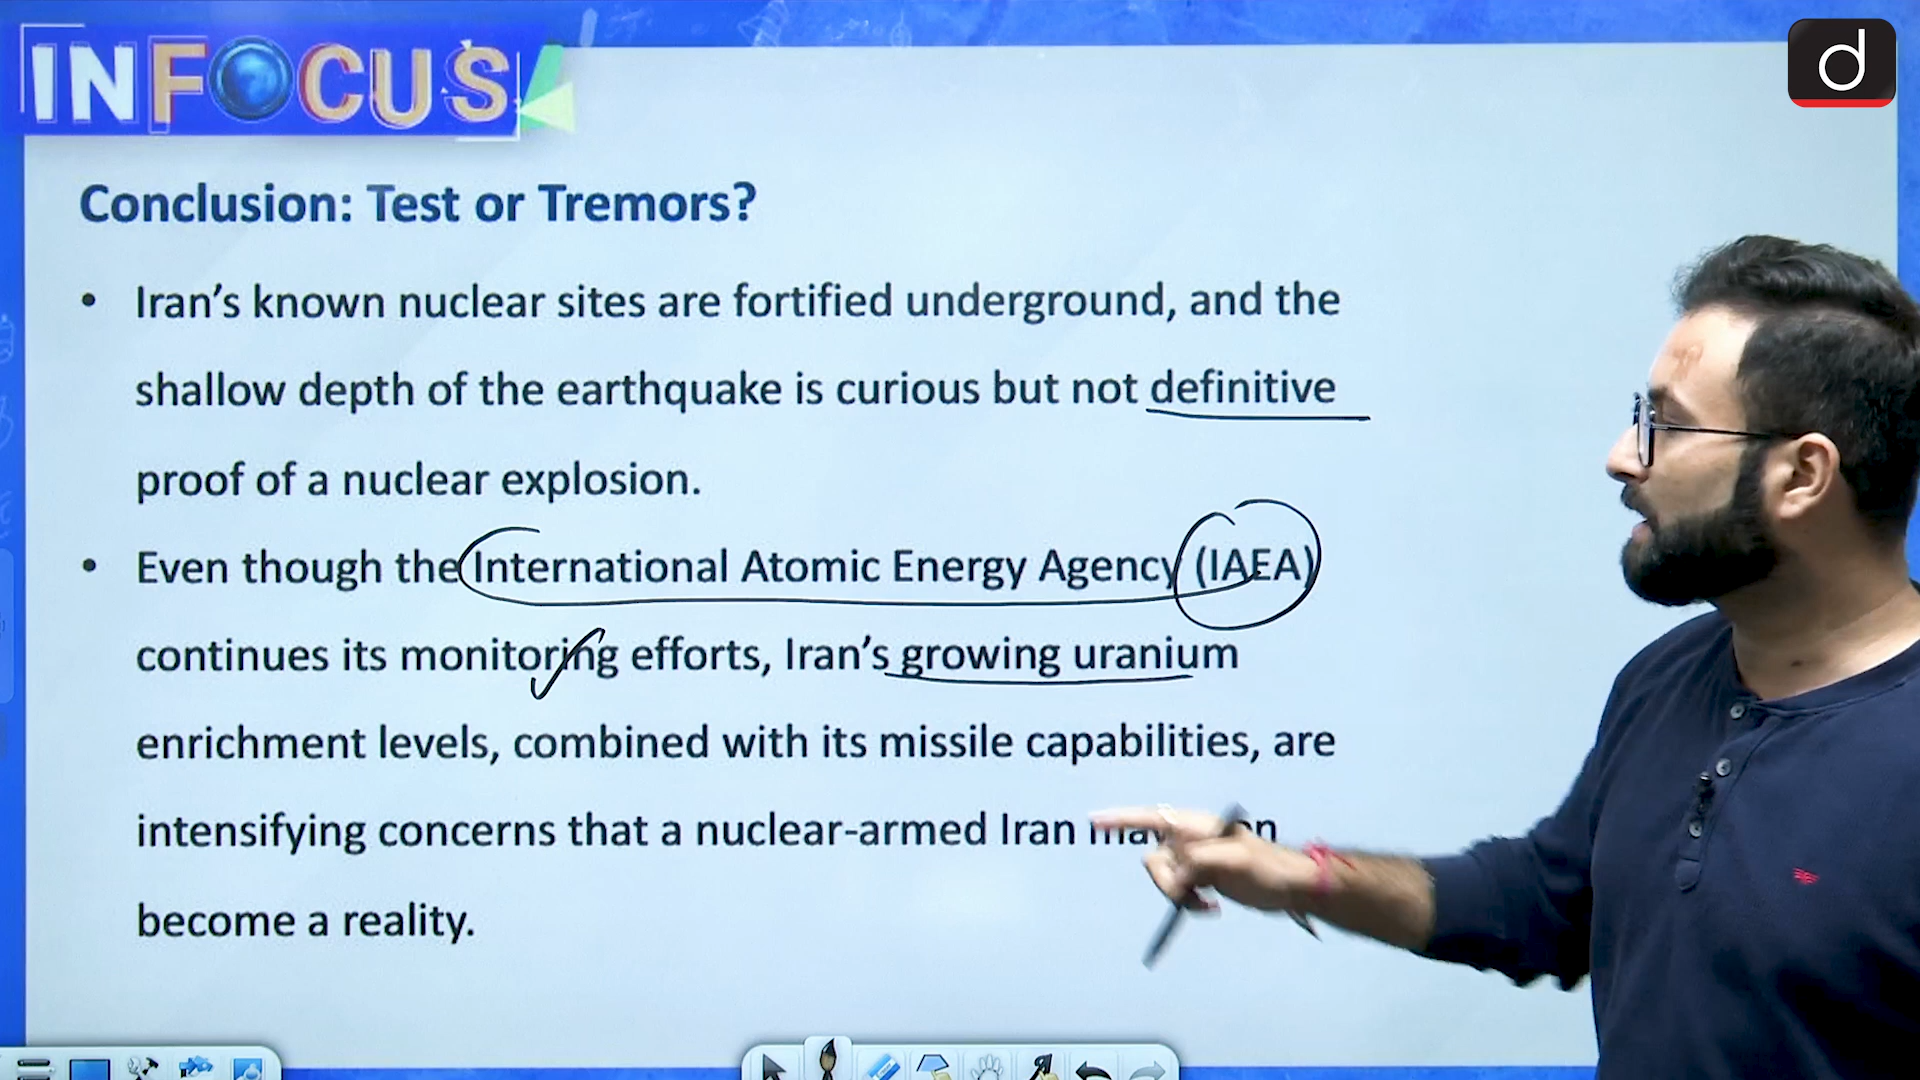 INFOCUS
d
Conclusion: Test or Tremors?
• Iran's known nuclear sites are fortified underground, and the
shallow depth of the earthquake is curious but not definitive
proof of a nuclear explosion.
• Even though the International Atomic Energy Agency (IAEA)
continues its monitoring efforts, Iran's growing uranium
enrichment levels, combined with its missile capabilities, are
intensifying concerns that a nuclear-armed Iran
become a reality.